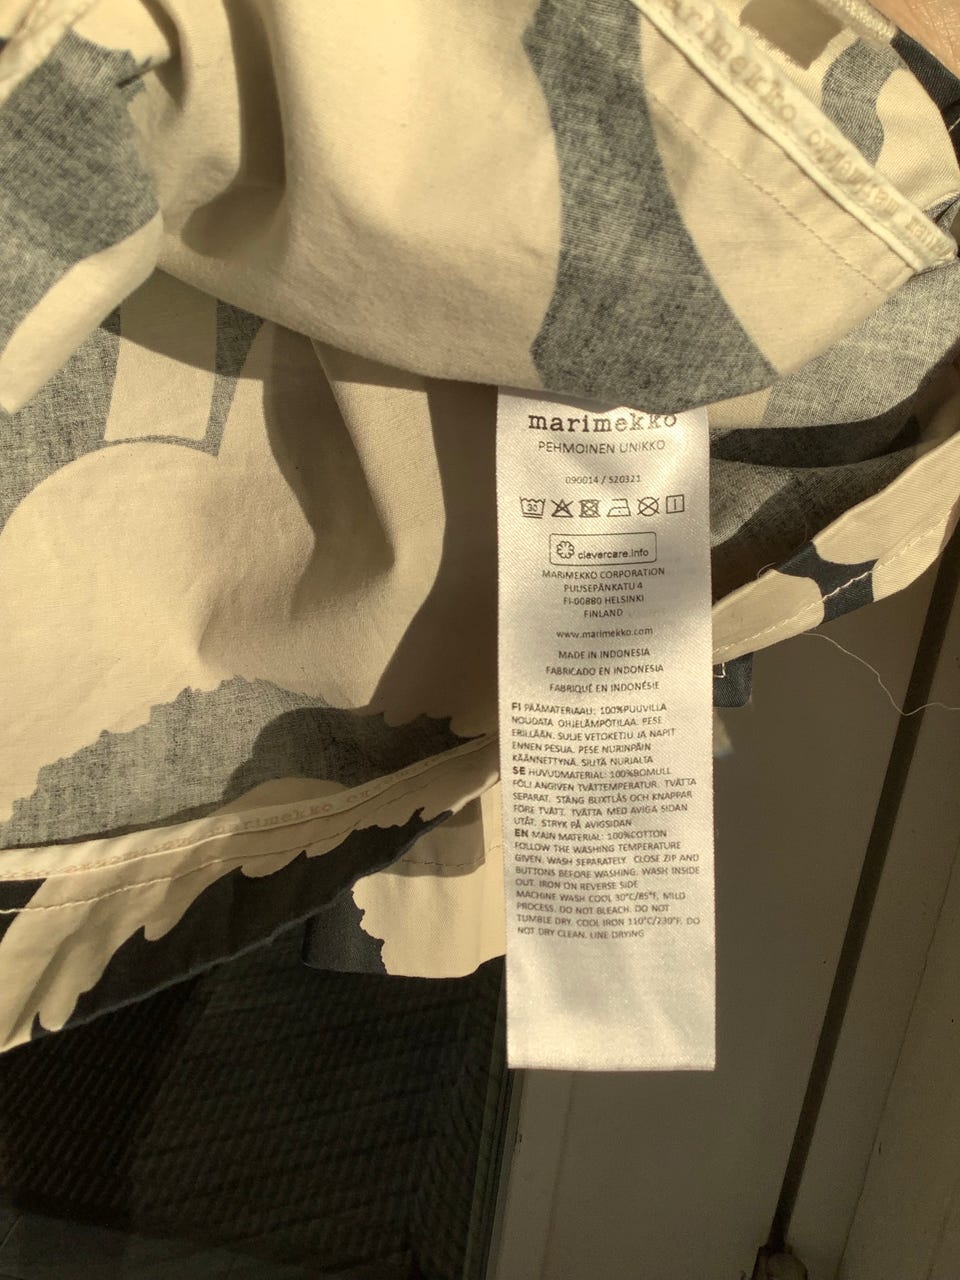 marimekko
marimekko
PEHMOINEN UNIKKO
090014 / 520321
30
clevercare.info
MARIMEKKO CORPORATION
PUUSEPÄNKATU 4
FI-00880 HELSINKI
FINLAND
www.marimekko.com
MADE IN INDONESIA
FABRICADO EN INDONESIA
FABRIQUÉ EN INDONÉSIE
FI PÄÄMATERIAALI: 100%PUUVILLA
NOUDATA OHJELÄMPÖTILAA. PESE
ERILLÄÄN. SULJE VETOKETJU JA NAPIT
ENNEN PESUA. PESE NURINPÄIN
KÄÄNNETTYNÄ. SILITÄ NURJALTA
SE HUVUDMATERIAL: 100%BOMULL
FÖLJ ANGIVEN TVÄTTEMPERATUR. TVÄTTA
SEPARAT. STÄNG BLIXTLÅS OCH KNAPPAR
FÖRE TVÄTT. TVÄTTA MED AVIGA SIDAN
UTÅT. STRYK PÅ AVIGSIDAN
EN MAIN MATERIAL: 100%COTTON
FOLLOW THE WASHING TEMPERATURE
GIVEN. WASH SEPARATELY. CLOSE ZIP AND
BUTTONS BEFORE WASHING. WASH INSIDE
OUT. IRON ON REVERSE SIDE
MACHINE WASH COOL 30°C/85°F, MILD
PROCESS. DO NOT BLEACH. DO NOT
TUMBLE DRY. COOL IRON 110°C/230°F. DO
NOT DRY CLEAN. LINE DRYING
marimekko